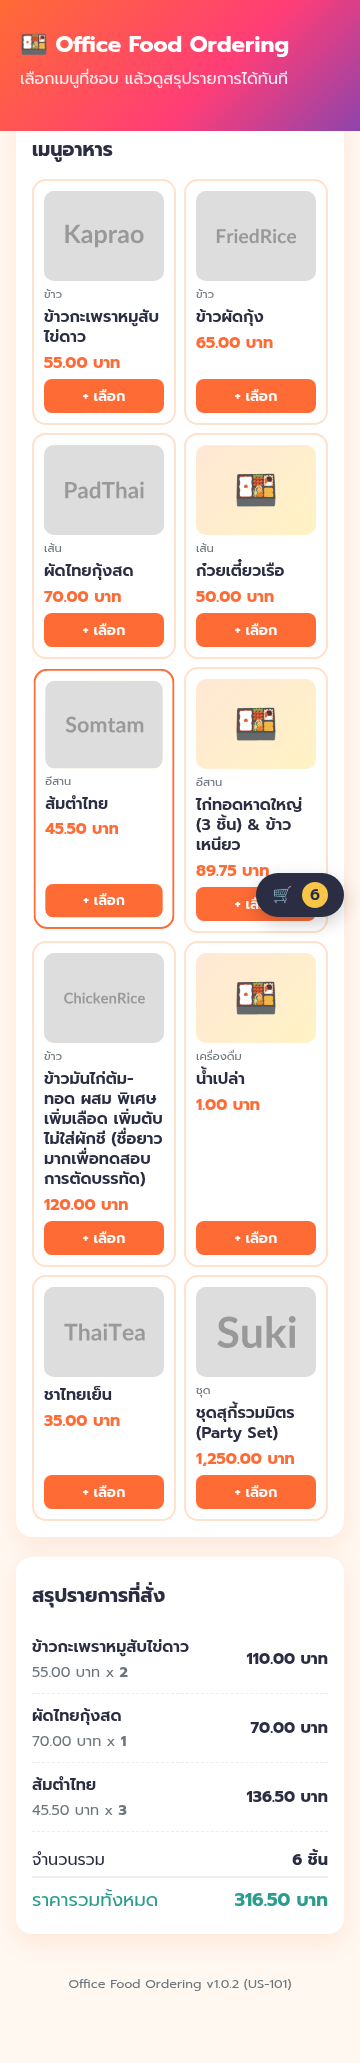 🍱 Office Food Ordering
เลือกเมนูที่ชอบ แล้วดูสรุปรายการได้ทันที
เมนูอาหาร
Kaprao
ข้าว
ข้าวกะเพราหมูสับ
ไข่ดาว
55.00 บาท
+ เลือก
FriedRice
ข้าว
ข้าวผัดกุ้ง
65.00 บาท
+ เลือก
PadThai
เส้น
ผัดไทยกุ้งสด
70.00 บาท
+ เลือก
เส้น
ก๋วยเตี๋ยวเรือ
50.00 บาท
+ เลือก
Somtam
อีสาน
ส้มตำไทย
45.50 บาท
+ เลือก
อีสาน
ไก่ทอดหาดใหญ่
(3 ชิ้น) & ข้าว
เหนียว
89.75 บาท
🛒 6
ChickenRice
ข้าว
ข้าวมันไก่ต้ม-
ทอด ผสม พิเศษ
เพิ่มเลือด เพิ่มตับ
ไม่ใส่ผักชี (ชื่อยาว
มากเพื่อทดสอบ
การตัดบรรทัด)
120.00 บาท
+ เลือก
เครื่องดื่ม
น้ำเปล่า
1.00 บาท
+ เลือก
ThaiTea
ชาไทยเย็น
35.00 บาท
+ เลือก
Suki
ชุด
ชุดสุกี้รวมมิตร
(Party Set)
1,250.00 บาท
+ เลือก
สรุปรายการที่สั่ง
ข้าวกะเพราหมูสับไข่ดาว
55.00 บาท x 2
110.00 บาท
ผัดไทยกุ้งสด
70.00 บาท x 1
70.00 บาท
ส้มตำไทย
45.50 บาท x 3
136.50 บาท
จำนวนรวม 6 ชิ้น
ราคารวมทั้งหมด 316.50 บาท
Office Food Ordering v1.0.2 (US-101)